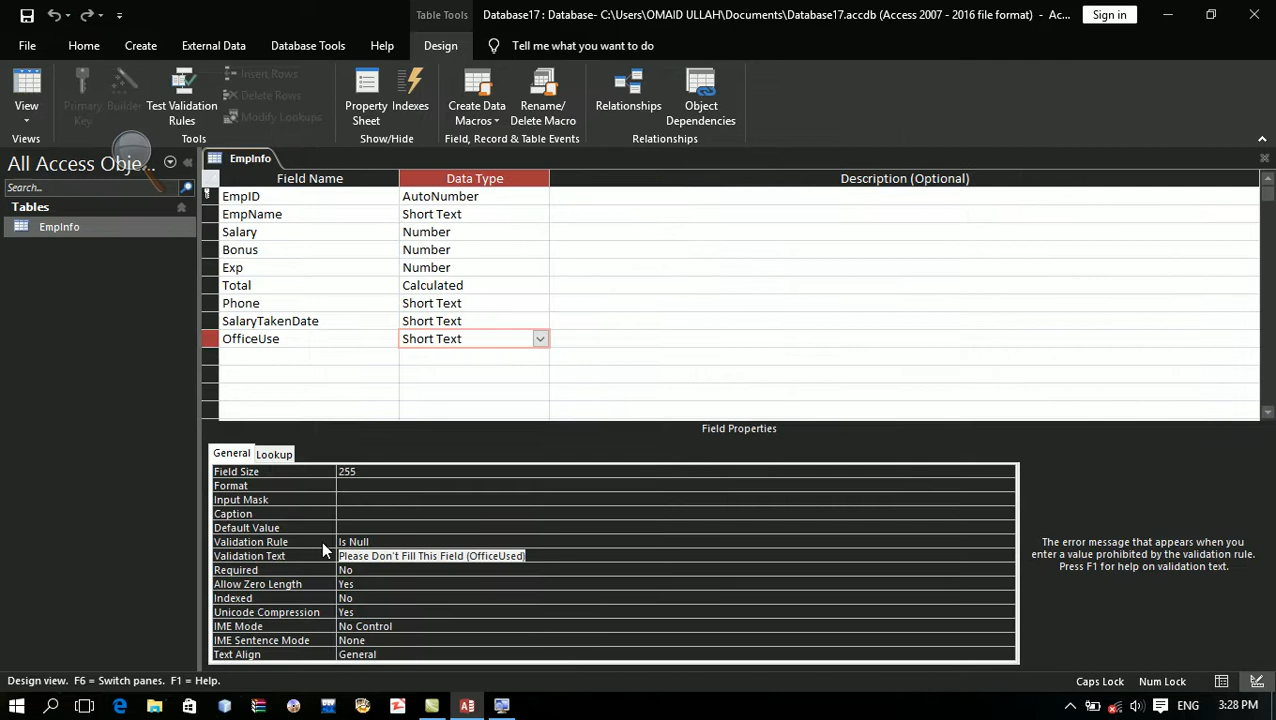 Table Tools
Database17 : Database- C:\Users\OMAID ULLAH\Documents\Database17.accdb (Access 2007 - 2016 file format) - Ac...
Sign in
File Home Create External Data Database Tools Help Design Tell me what you want to do
View
Primary Key
Builder
Test Validation Rules
Insert Rows
Delete Rows
Modify Lookups
Property Sheet
Indexes
Create Data Macros
Rename/ Delete Macro
Relationships
Object Dependencies
Views Tools Show/Hide Field, Record & Table Events Relationships
All Access Obje...
Search...
Tables
EmpInfo
EmpInfo
Field Name Data Type Description (Optional)
EmpID AutoNumber
EmpName Short Text
Salary Number
Bonus Number
Exp Number
Total Calculated
Phone Short Text
SalaryTakenDate Short Text
OfficeUse Short Text
Field Properties
General Lookup
Field Size 255
Format
Input Mask
Caption
Default Value
Validation Rule Is Null
Validation Text Please Don't Fill This Field (OfficeUsed)
Required No
Allow Zero Length Yes
Indexed No
Unicode Compression Yes
IME Mode No Control
IME Sentence Mode None
Text Align General
The error message that appears when you
enter a value prohibited by the validation rule.
Press F1 for help on validation text.
Design view. F6 = Switch panes. F1 = Help.
Caps Lock Num Lock
ENG 3:28 PM